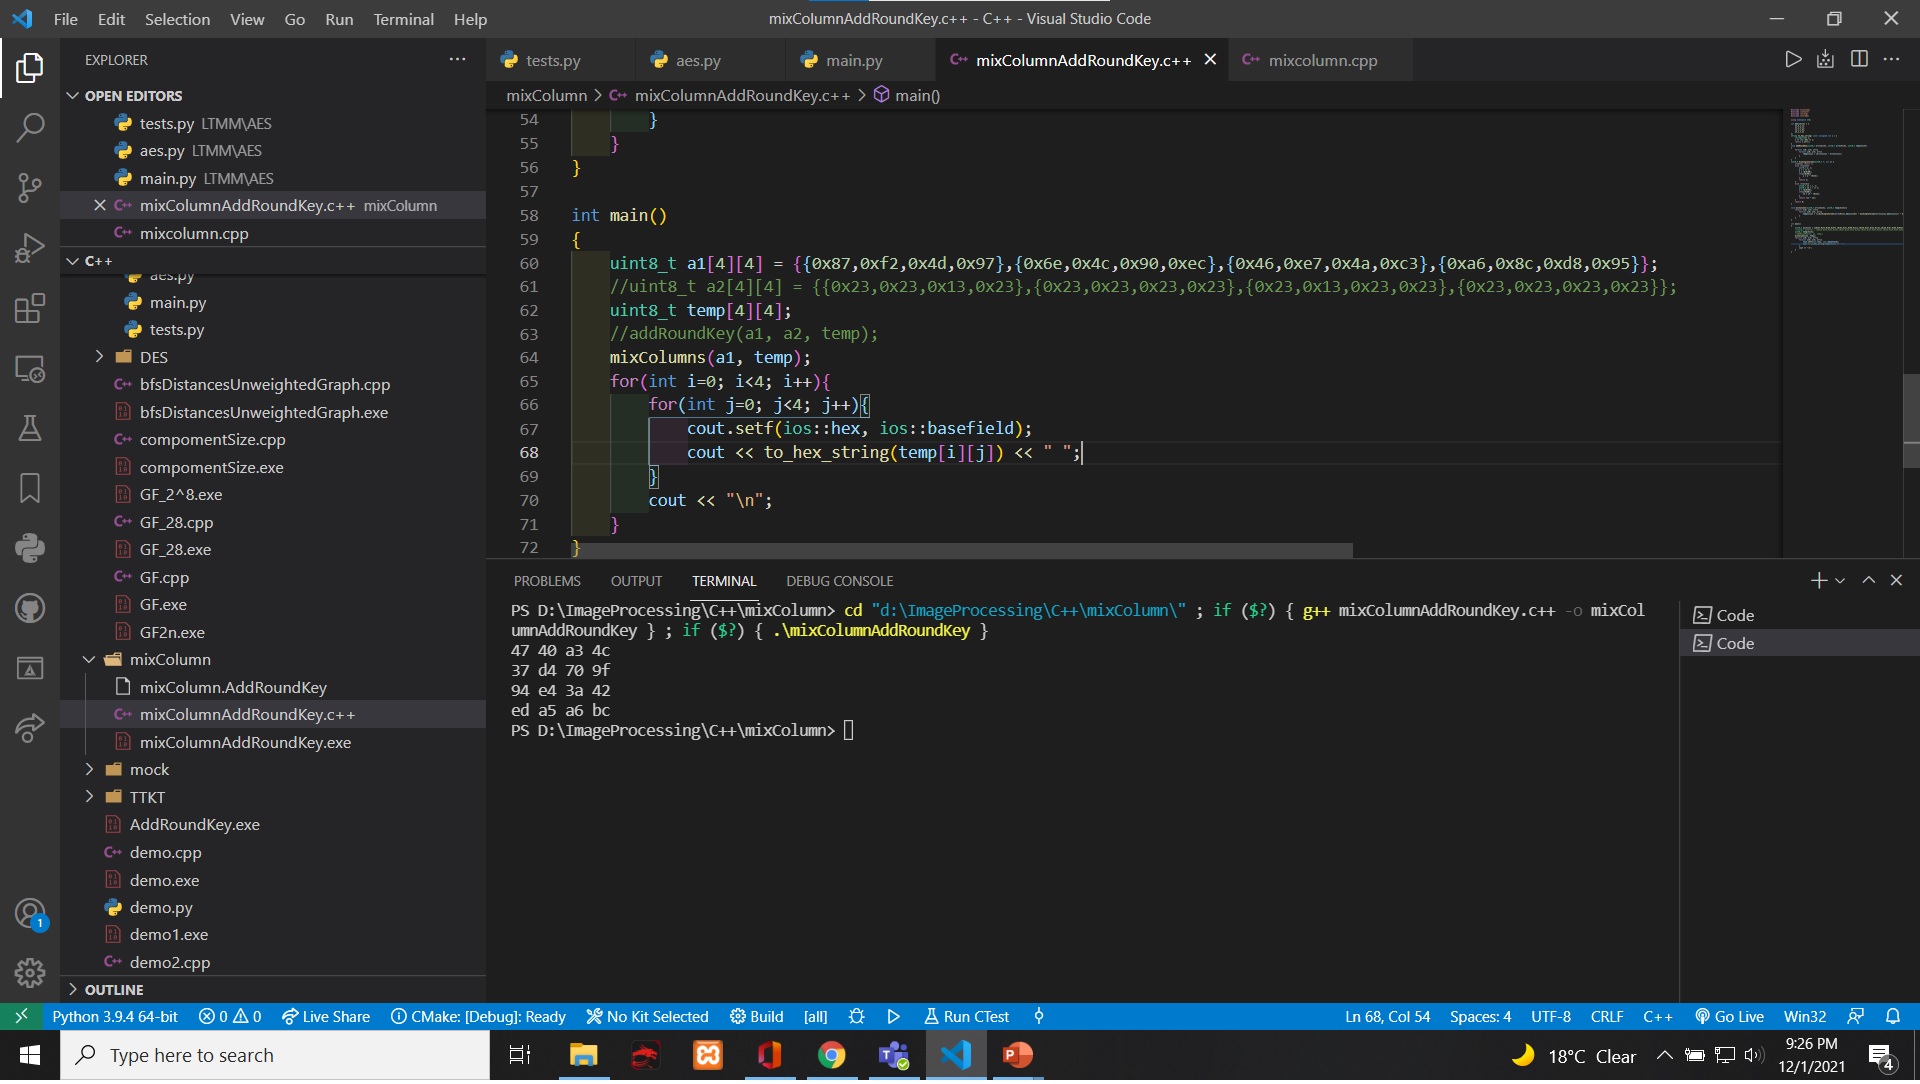 File Edit Selection View Go Run Terminal Help
mixColumnAddRoundKey.c++ - C++ - Visual Studio Code
EXPLORER
OPEN EDITORS
tests.py LTMM\AES
aes.py LTMM\AES
main.py LTMM\AES
mixColumnAddRoundKey.c++ mixColumn
mixcolumn.cpp
C++
aes.py
main.py
tests.py
DES
bfsDistancesUnweightedGraph.cpp
bfsDistancesUnweightedGraph.exe
compomentSize.cpp
compomentSize.exe
GF_2^8.exe
GF_28.cpp
GF_28.exe
GF.cpp
GF.exe
GF2n.exe
mixColumn
mixColumn.AddRoundKey
mixColumnAddRoundKey.c++
mixColumnAddRoundKey.exe
mock
TTKT
AddRoundKey.exe
demo.cpp
demo.exe
demo.py
demo1.exe
demo2.cpp
OUTLINE
tests.py aes.py main.py mixColumnAddRoundKey.c++ mixcolumn.cpp
mixColumn > mixColumnAddRoundKey.c++ > main()
54 }
55 }
56 }
57
58 int main()
59 {
60 uint8_t a1[4][4] = {{0x87,0xf2,0x4d,0x97},{0x6e,0x4c,0x90,0xec},{0x46,0xe7,0x4a,0xc3},{0xa6,0x8c,0xd8,0x95}};
61 //uint8_t a2[4][4] = {{0x23,0x23,0x13,0x23},{0x23,0x23,0x23,0x23},{0x23,0x13,0x23,0x23},{0x23,0x23,0x23,0x23}};
62 uint8_t temp[4][4];
63 //addRoundKey(a1, a2, temp);
64 mixColumns(a1, temp);
65 for(int i=0; i<4; i++){
66 for(int j=0; j<4; j++){
67 cout.setf(ios::hex, ios::basefield);
68 cout << to_hex_string(temp[i][j]) << " ";
69 }
70 cout << "\n";
71 }
72 }
PROBLEMS OUTPUT TERMINAL DEBUG CONSOLE
PS D:\ImageProcessing\C++\mixColumn> cd "d:\ImageProcessing\C++\mixColumn\" ; if ($?) { g++ mixColumnAddRoundKey.c++ -o mixCol
umnAddRoundKey } ; if ($?) { .\mixColumnAddRoundKey }
47 40 a3 4c
37 d4 70 9f
94 e4 3a 42
ed a5 a6 bc
PS D:\ImageProcessing\C++\mixColumn>
Code
Code
1
Python 3.9.4 64-bit 0 0 Live Share CMake: [Debug]: Ready No Kit Selected Build [all] Run CTest Ln 68, Col 54 Spaces: 4 UTF-8 CRLF C++ Go Live Win32
Type here to search
18°C Clear
9:26 PM
12/1/2021
4